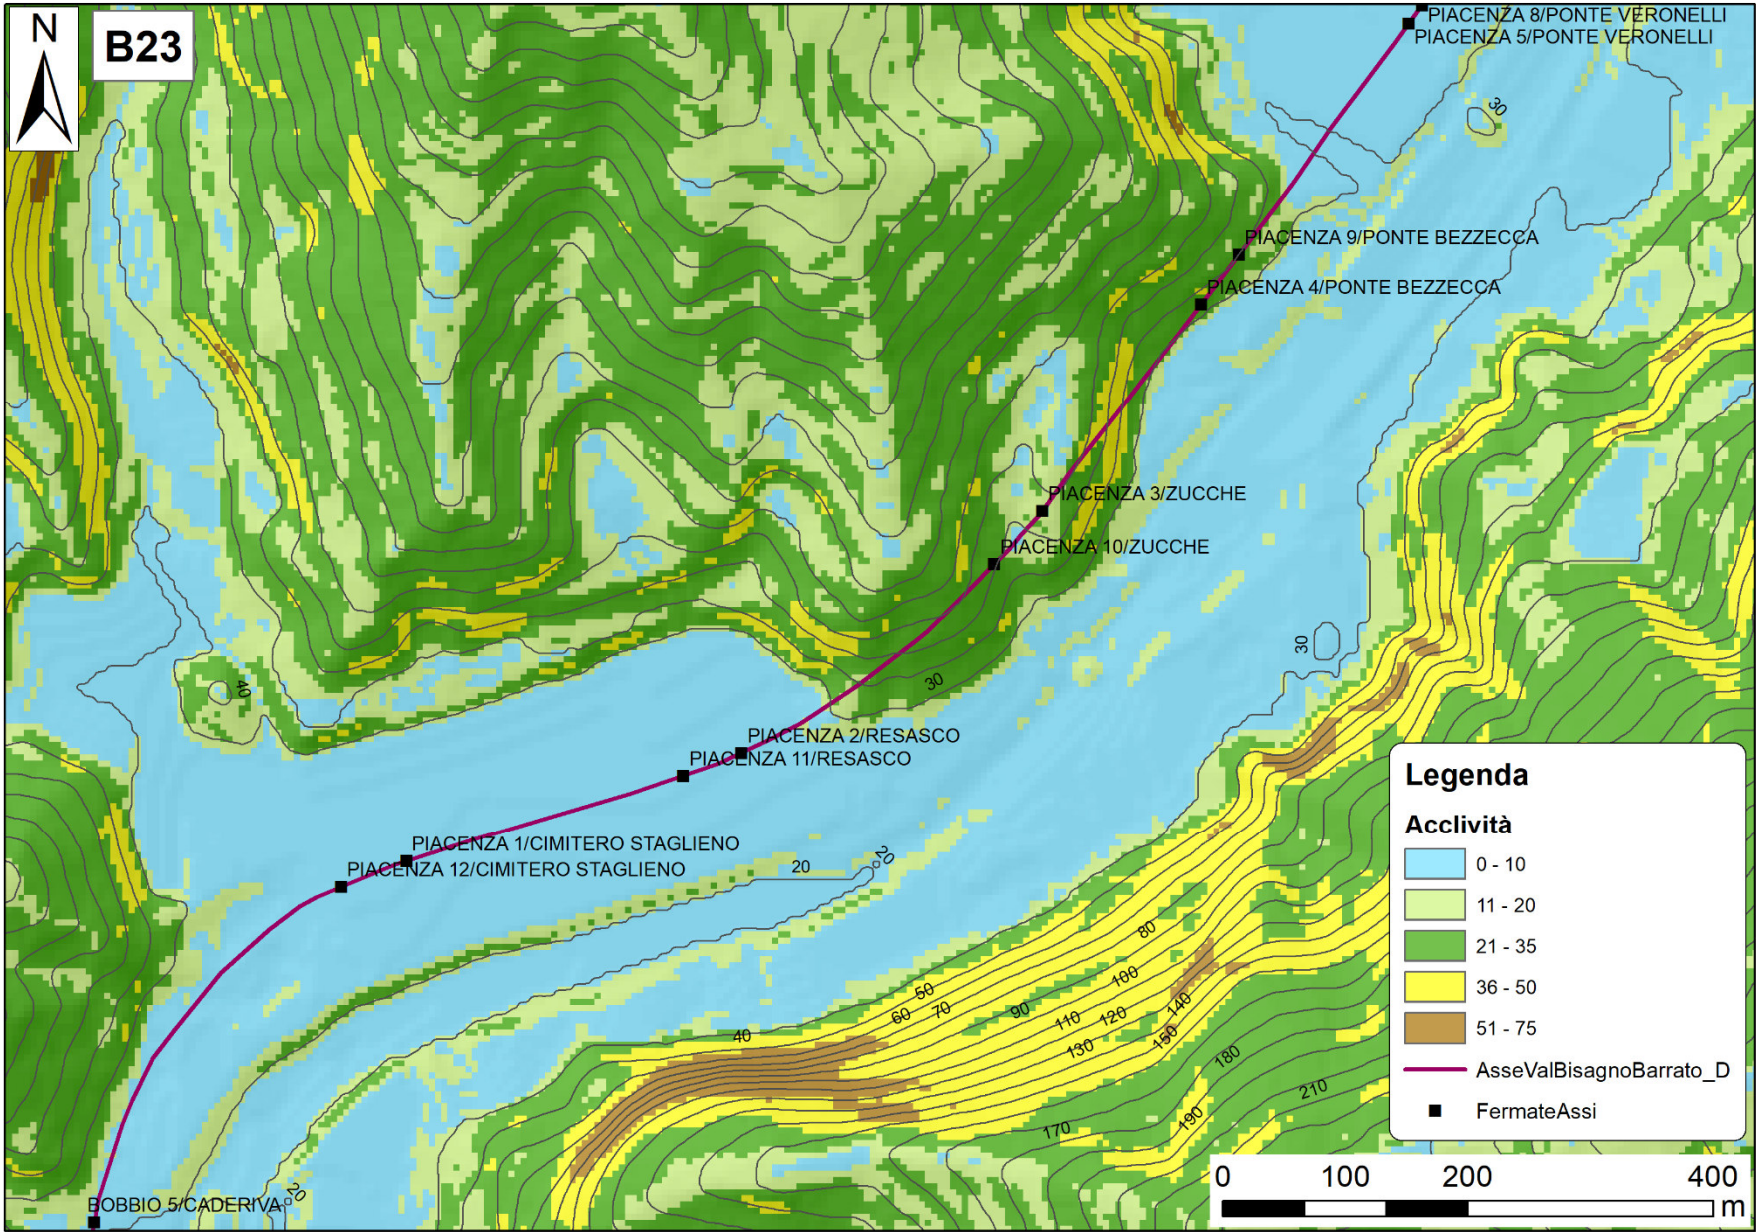 N
B23
PIACENZA 8/PONTE VERONELLI
PIACENZA 5/PONTE VERONELLI
30
PIACENZA 9/PONTE BEZZECCA
PIACENZA 4/PONTE BEZZECCA
PIACENZA 3/ZUCCHE
PIACENZA 10/ZUCCHE
30
30
40
PIACENZA 2/RESASCO
PIACENZA 11/RESASCO
PIACENZA 1/CIMITERO STAGLIENO
PIACENZA 12/CIMITERO STAGLIENO
20
20
80
100
50
60
70
90
110
120
140
130
150
40
180
210
190
170
20
BOBBIO 5/CADERIVA
Legenda
Acclività
0 - 10
11 - 20
21 - 35
36 - 50
51 - 75
AsseValBisagnoBarrato_D
FermateAssi
0 100 200 400
m